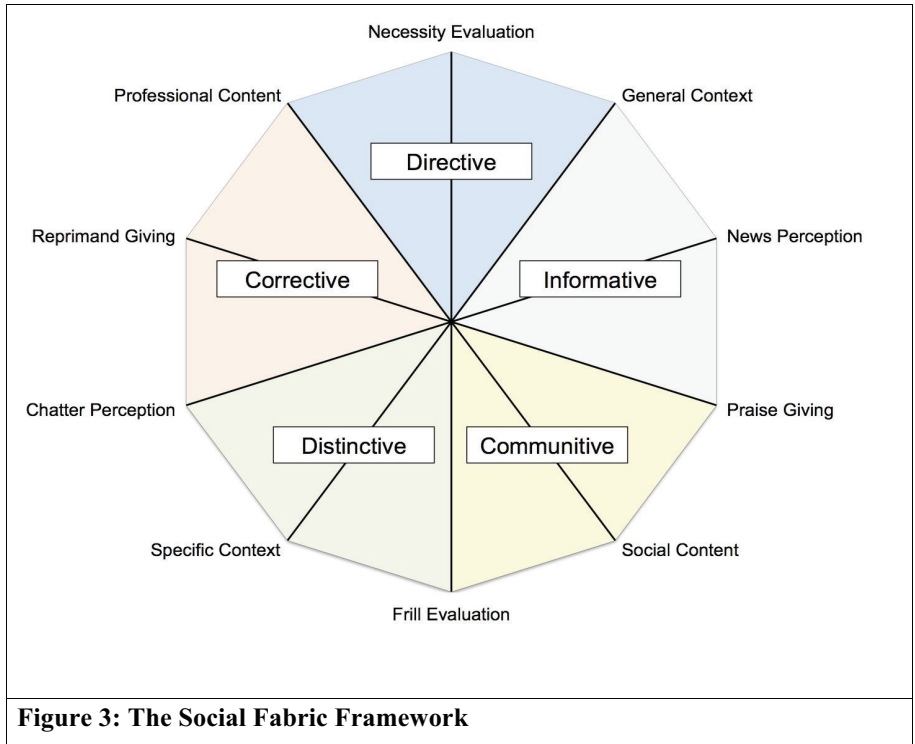 Necessity Evaluation
Professional Content
General Context
Directive
Reprimand Giving
News Perception
Corrective
Informative
Chatter Perception
Praise Giving
Distinctive
Communitive
Specific Context
Social Content
Frill Evaluation
Figure 3: The Social Fabric Framework